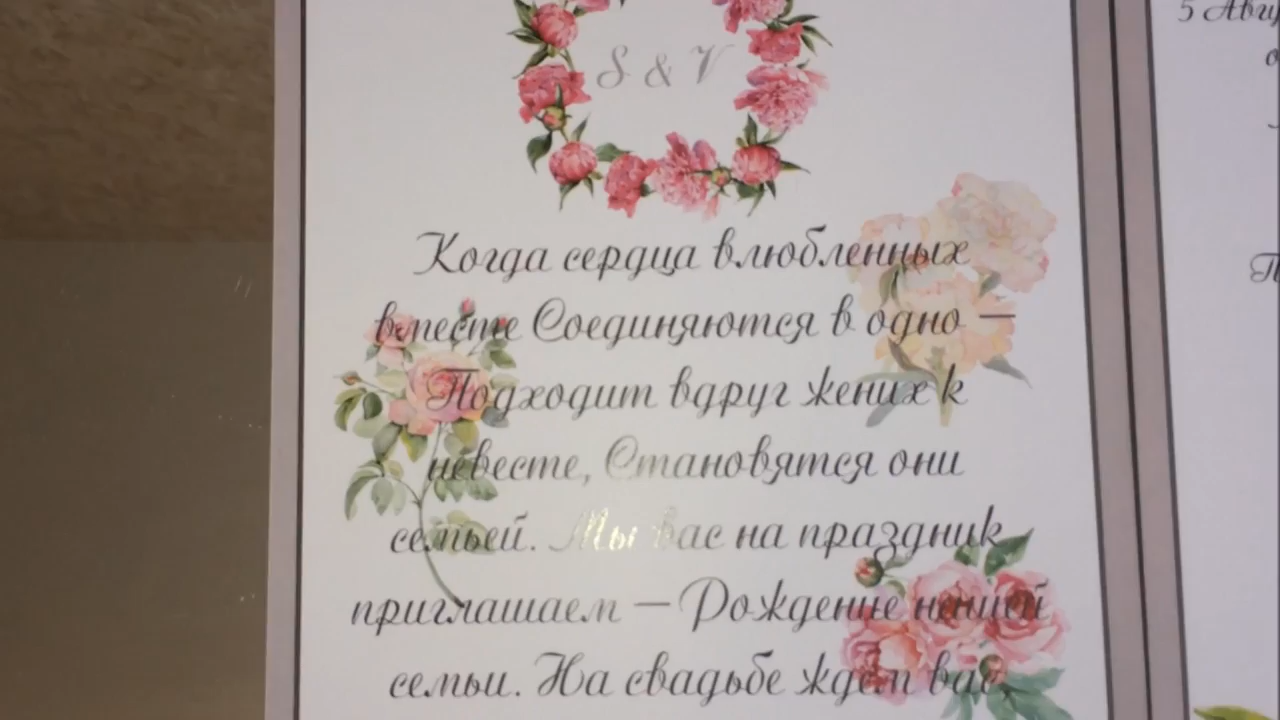 S & V
Когда сердца влюбленных
вместе Соединяются в одно —
Подходит вдруг жених к
невесте, Становятся они
семьей. Мы вас на праздник
приглашаем — Рождение нашей
семьи. На свадьбе ждем вас
5